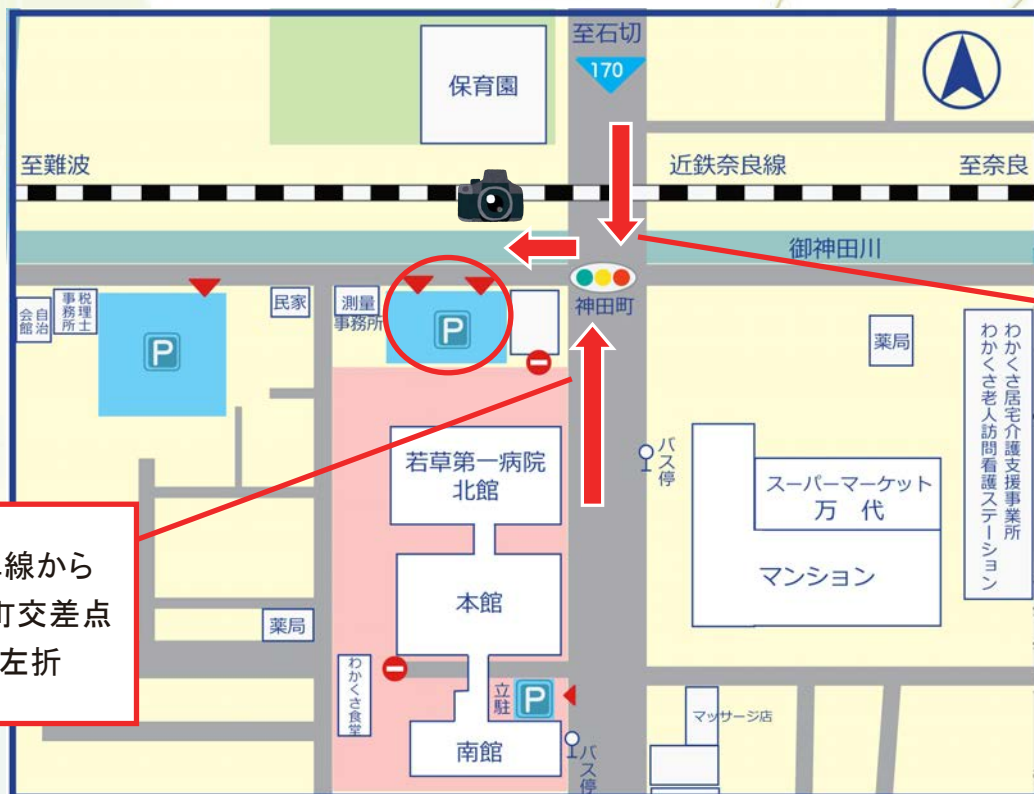 至石切
170
保育園
至難波
近鉄奈良線
至奈良
御神田川
神田町
自治
会館
税理士
事務所
P
民家
測量
事務所
P
薬局
わかくさ居宅介護支援事業所
わかくさ老人訪問看護ステーション
若草第一病院
北館
バス停
スーパーマーケット
万代
マンション
線から
町交差点
左折
本館
薬局
わかくさ食堂
立駐
P
南館
バス停
マッサージ店